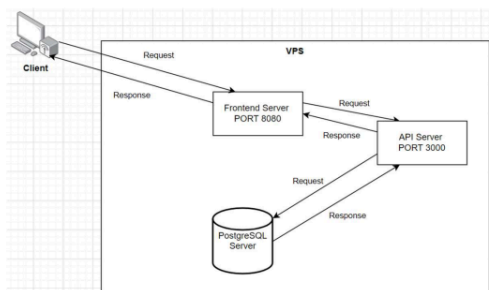 VPS
Request
Client
Response
Frontend Server
PORT 8080
Request
Response
API Server
PORT 3000
Request
Response
PostgreSQL
Server